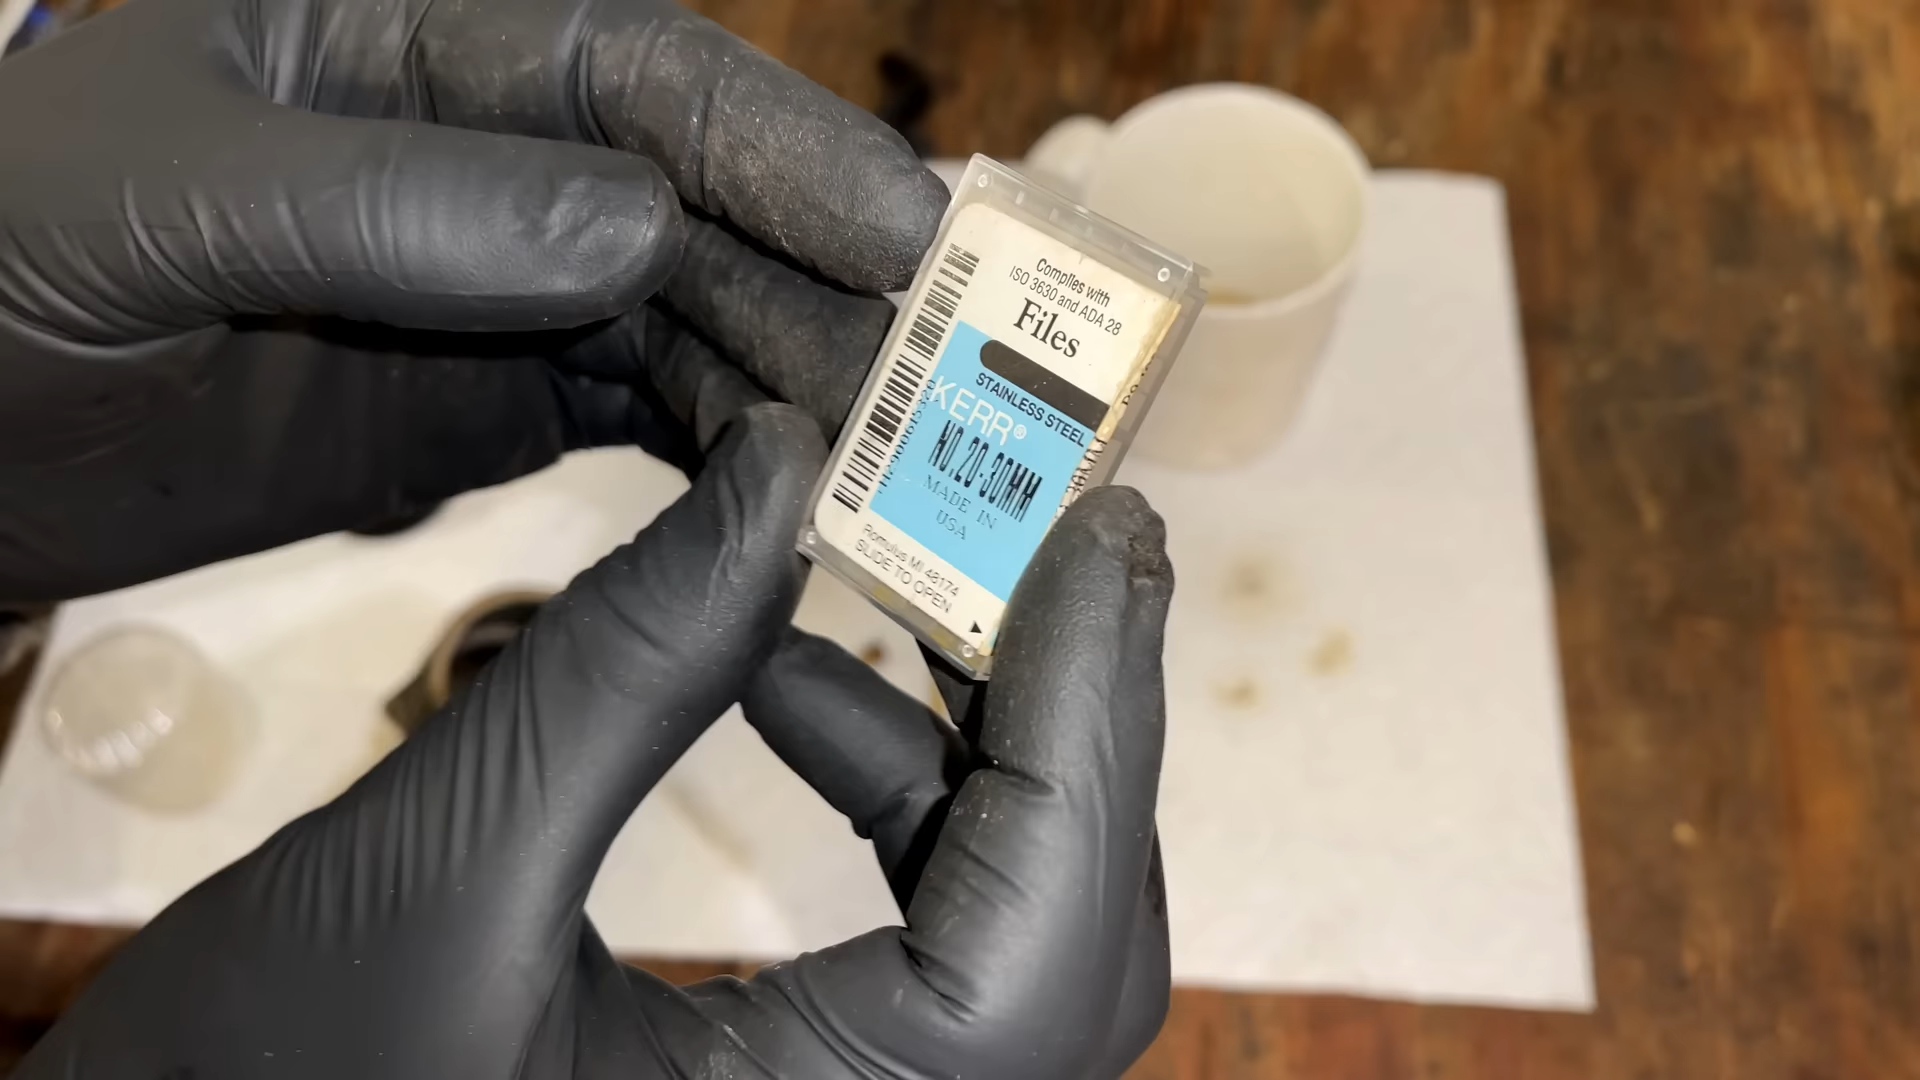 Complies with
ISO 3630 and ADA 28
Files
STAINLESS STEEL
KERR®
NO.20-30MM
MADE IN
USA
Romulus MI 48174
SLIDE TO OPEN